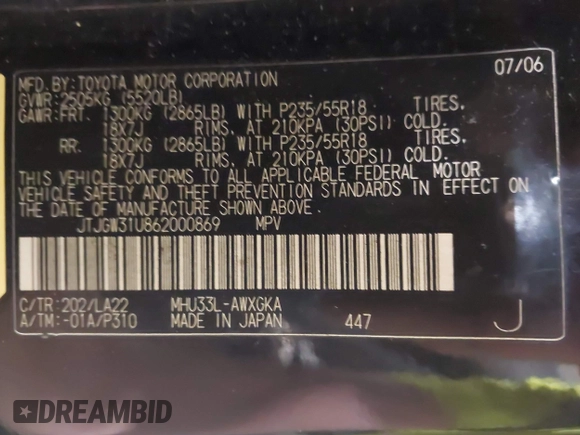 MFD.BY:TOYOTA MOTOR CORPORATION 07/06
GVWR:2505KG (5520LB)
GAWR:FRT. 1300KG (2865LB) WITH P235/55R18 TIRES,
18X7J RIMS, AT 210KPA (30PSI) COLD.
RR. 1300KG (2865LB) WITH P235/55R18 TIRES,
18X7J RIMS, AT 210KPA (30PSI) COLD.
THIS VEHICLE CONFORMS TO ALL APPLICABLE FEDERAL MOTOR
VEHICLE SAFETY AND THEFT PREVENTION STANDARDS IN EFFECT ON
THE DATE OF MANUFACTURE SHOWN ABOVE.
JTJGW31U862000869 MPV
C/TR:202/LA22 MHU33L-AWXGKA
A/TM:-01A/P310 MADE IN JAPAN 447 J
DREAMBID